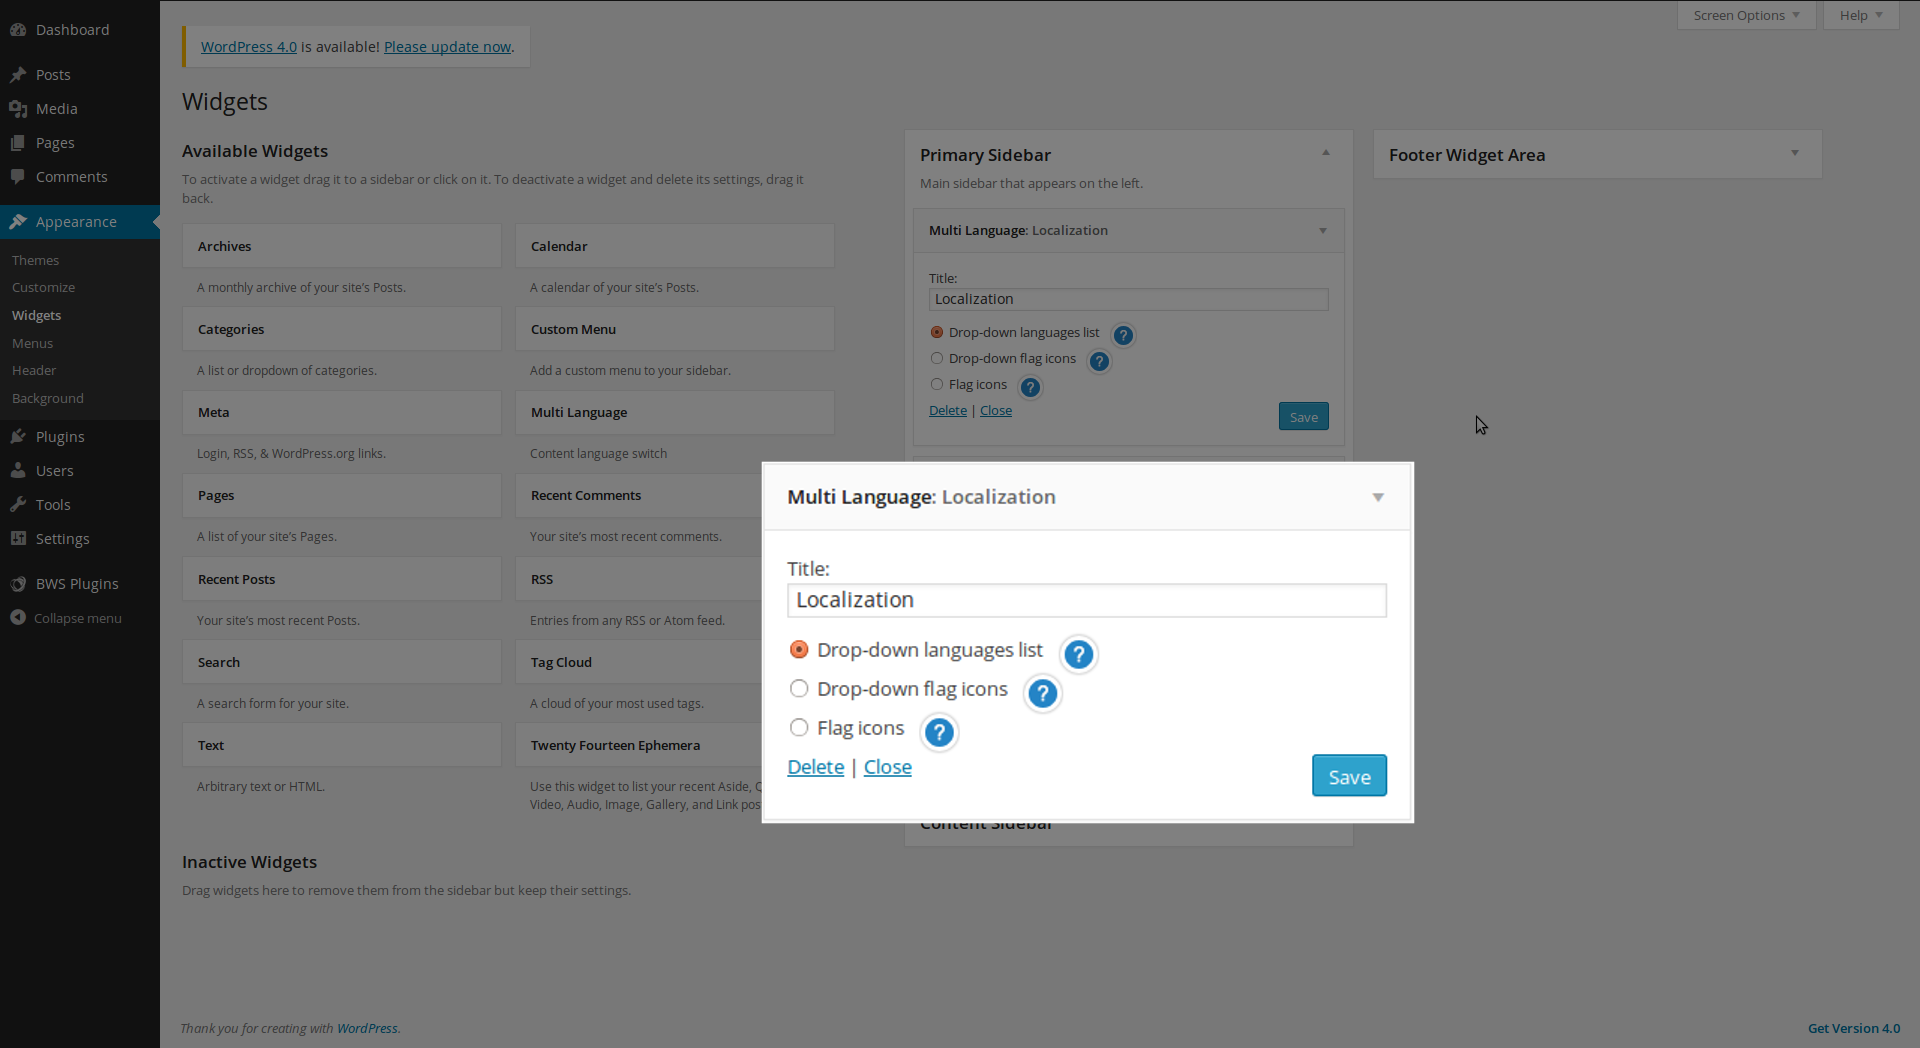 Dashboard
Posts
Media
Pages
Comments
Appearance
Themes
Customize
Widgets
Menus
Header
Background
Plugins
Users
Tools
Settings
BWS Plugins
Collapse menu
Screen Options
Help
WordPress 4.0 is available! Please update now.
Widgets
Available Widgets
To activate a widget drag it to a sidebar or click on it. To deactivate a widget and delete its settings, drag it
back.
Archives
A monthly archive of your site's Posts.
Calendar
A calendar of your site's Posts.
Categories
A list or dropdown of categories.
Custom Menu
Add a custom menu to your sidebar.
Meta
Login, RSS, & WordPress.org links.
Multi Language
Content language switch
Pages
A list of your site's Pages.
Recent Comments
Your site's most recent comments.
Recent Posts
Your site's most recent Posts.
RSS
Entries from any RSS or Atom feed.
Search
A search form for your site.
Tag Cloud
A cloud of your most used tags.
Text
Arbitrary text or HTML.
Twenty Fourteen Ephemera
Use this widget to list your recent Aside,
Video, Audio, Image, Gallery, and Link
Inactive Widgets
Drag widgets here to remove them from the sidebar but keep their settings.
Primary Sidebar
Main sidebar that appears on the left.
Multi Language: Localization
Title:
Localization
Drop-down languages list ?
Drop-down flag icons ?
Flag icons ?
Delete | Close
Save
Footer Widget Area
Multi Language: Localization
Title:
Localization
Drop-down languages list ?
Drop-down flag icons ?
Flag icons ?
Delete | Close
Save
Content Sidebar
Thank you for creating with WordPress.
Get Version 4.0